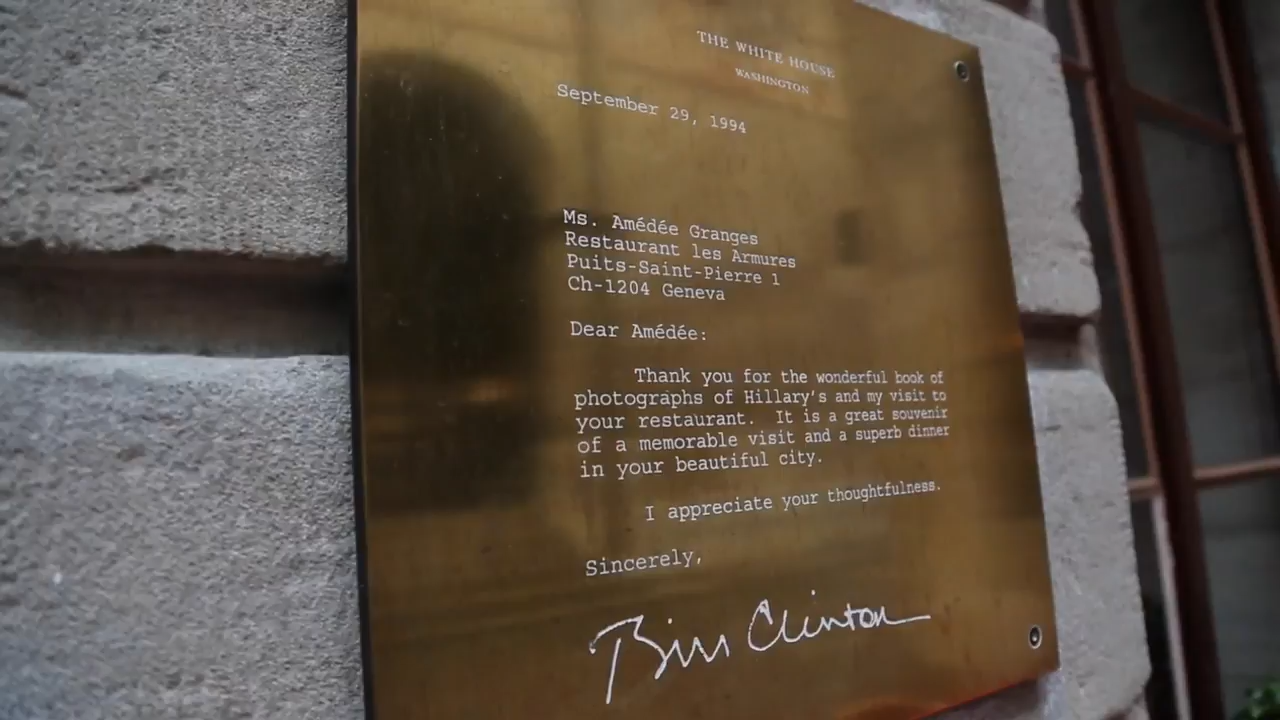 THE WHITE HOUSE
WASHINGTON
September 29, 1994
Ms. Amédée Granges
Restaurant les Armures
Puits-Saint-Pierre 1
Ch-1204 Geneva
Dear Amédée:
Thank you for the wonderful book of
photographs of Hillary's and my visit to
your restaurant. It is a great souvenir
of a memorable visit and a superb dinner
in your beautiful city.
I appreciate your thoughtfulness.
Sincerely,
Bill Clinton